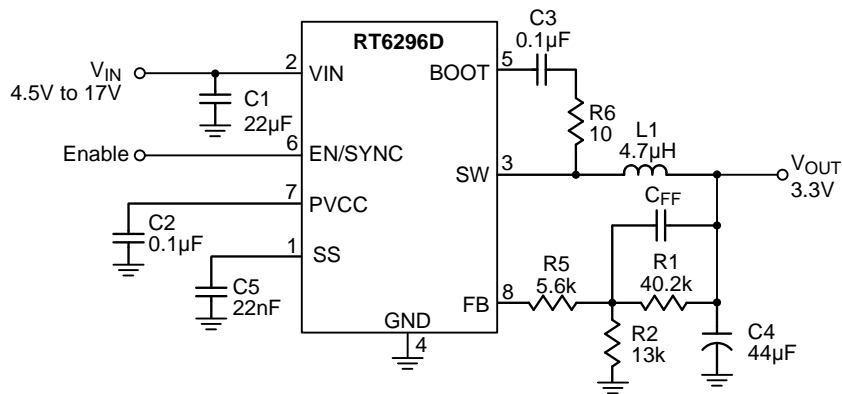 RT6296D
C3
0.1µF
VIN
4.5V to 17V
2
VIN
BOOT
5
C1
22µF
R6
10
L1
4.7µH
Enable
6
EN/SYNC
SW
3
VOUT
3.3V
7
PVCC
CFF
C2
0.1µF
1
SS
R5
5.6k
R1
40.2k
C5
22nF
FB
8
GND
4
R2
13k
C4
44µF